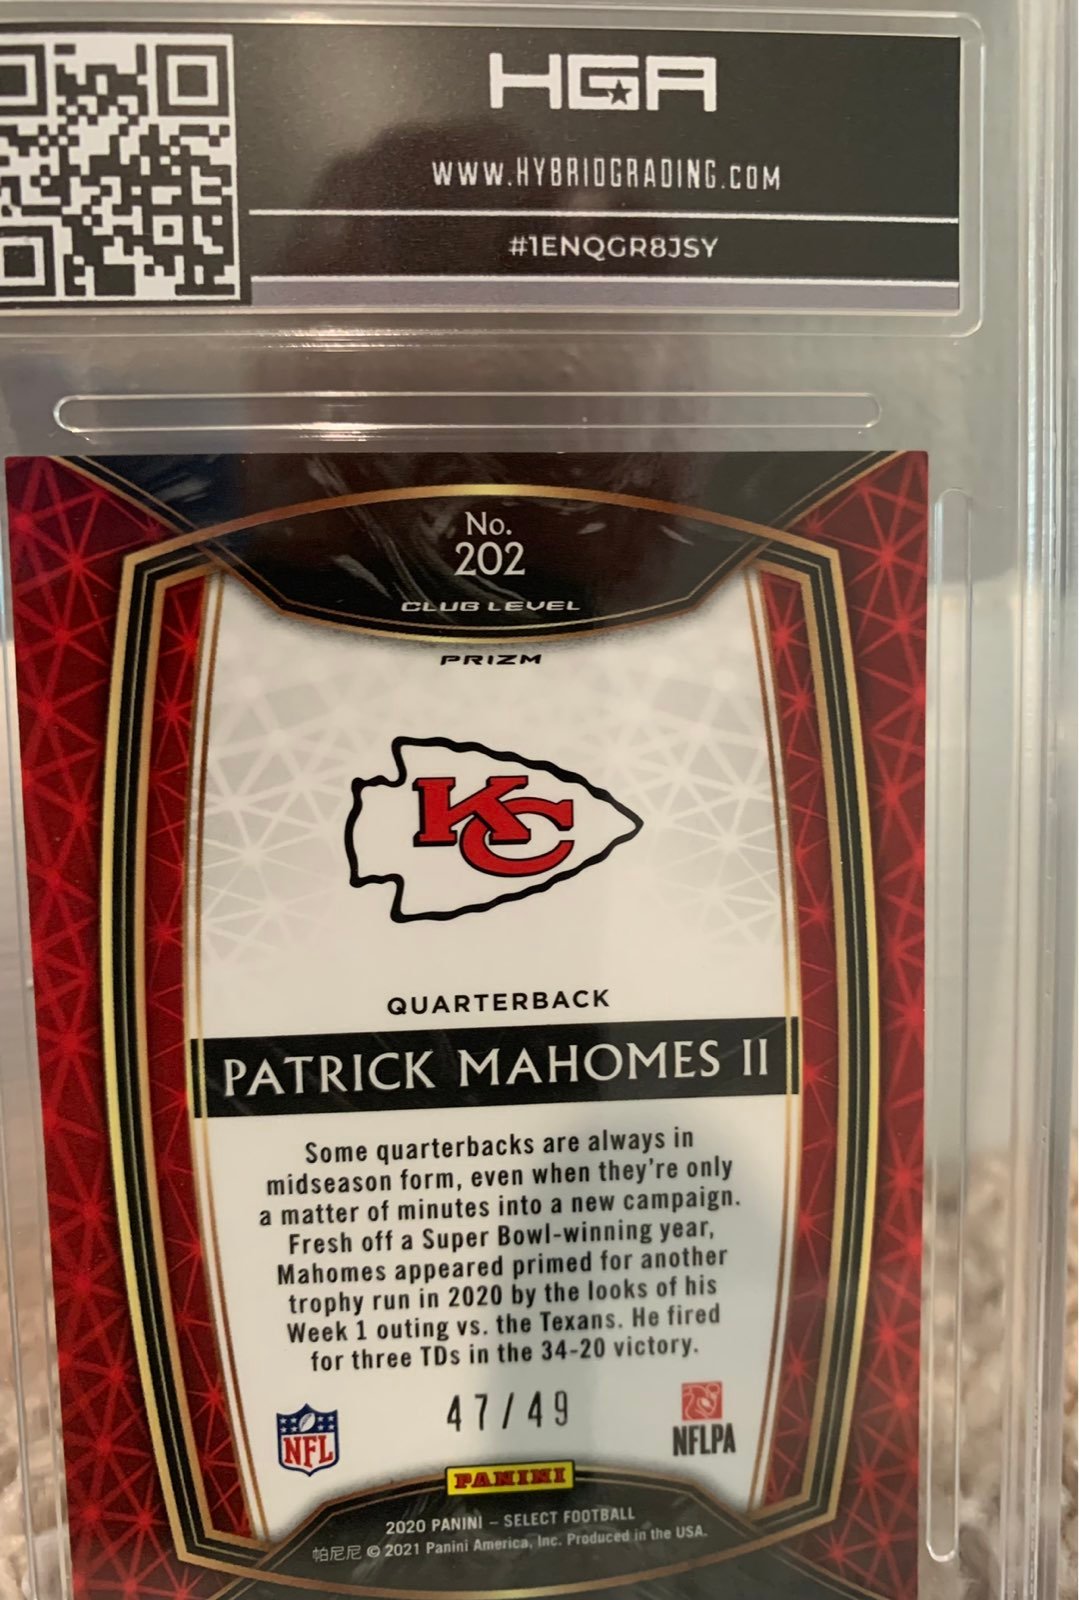 HGA
WWW.HYBRIDGRADING.COM
#1ENQGR8JSY
No.
202
CLUB LEVEL
PRIZM
KC
QUARTERBACK
PATRICK MAHOMES II
Some quarterbacks are always in
midseason form, even when they're only
a matter of minutes into a new campaign.
Fresh off a Super Bowl-winning year,
Mahomes appeared primed for another
trophy run in 2020 by the looks of his
Week 1 outing vs. the Texans. He fired
for three TDs in the 34-20 victory.
47/49
NFL
NFLPA
PANINI
2020 PANINI – SELECT FOOTBALL
帕尼尼 © 2021 Panini America, Inc. Produced in the USA.